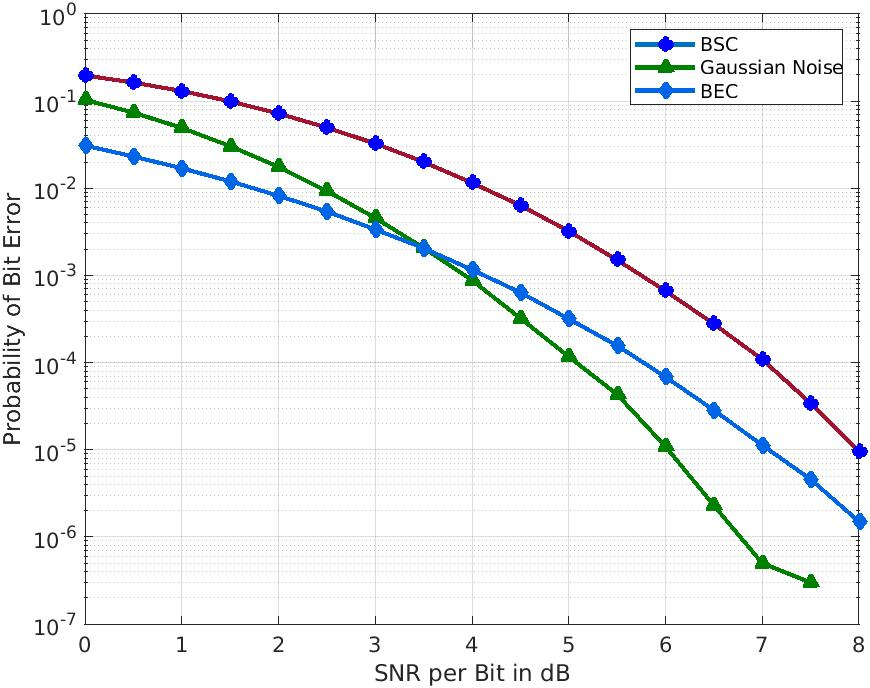 10^0
10^-1
10^-2
10^-3
10^-4
10^-5
10^-6
10^-7
Probability of Bit Error
BSC
Gaussian Noise
BEC
0 1 2 3 4 5 6 7 8
SNR per Bit in dB